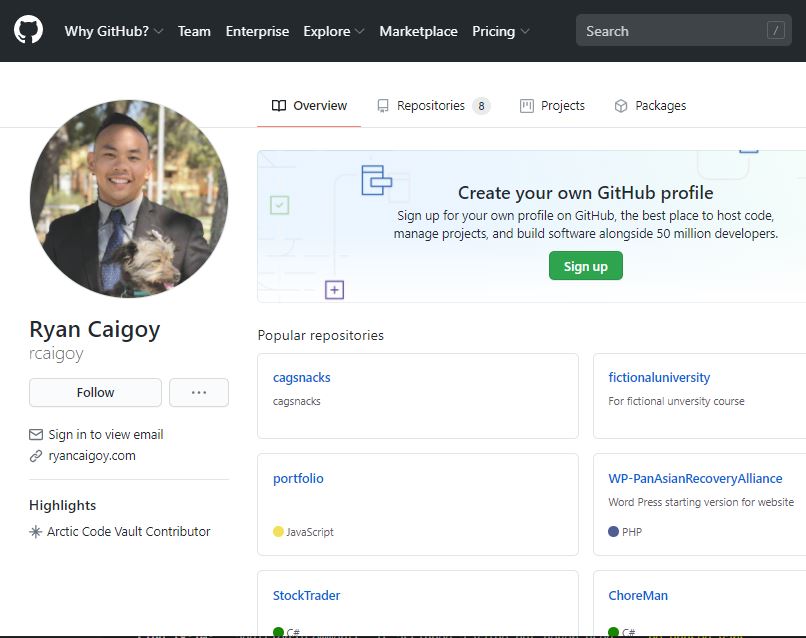 Why GitHub? Team Enterprise Explore Marketplace Pricing Search /
Overview Repositories 8 Projects Packages
Create your own GitHub profile
Sign up for your own profile on GitHub, the best place to host code,
manage projects, and build software alongside 50 million developers.
Sign up
Ryan Caigoy
rcaigoy
Follow ...
Sign in to view email
ryancaigoy.com
Highlights
Arctic Code Vault Contributor
Popular repositories
cagsnacks
cagsnacks
fictionaluniversity
For fictional unversity course
portfolio
JavaScript
WP-PanAsianRecoveryAlliance
Word Press starting version for website
PHP
StockTrader
C#
ChoreMan
C#